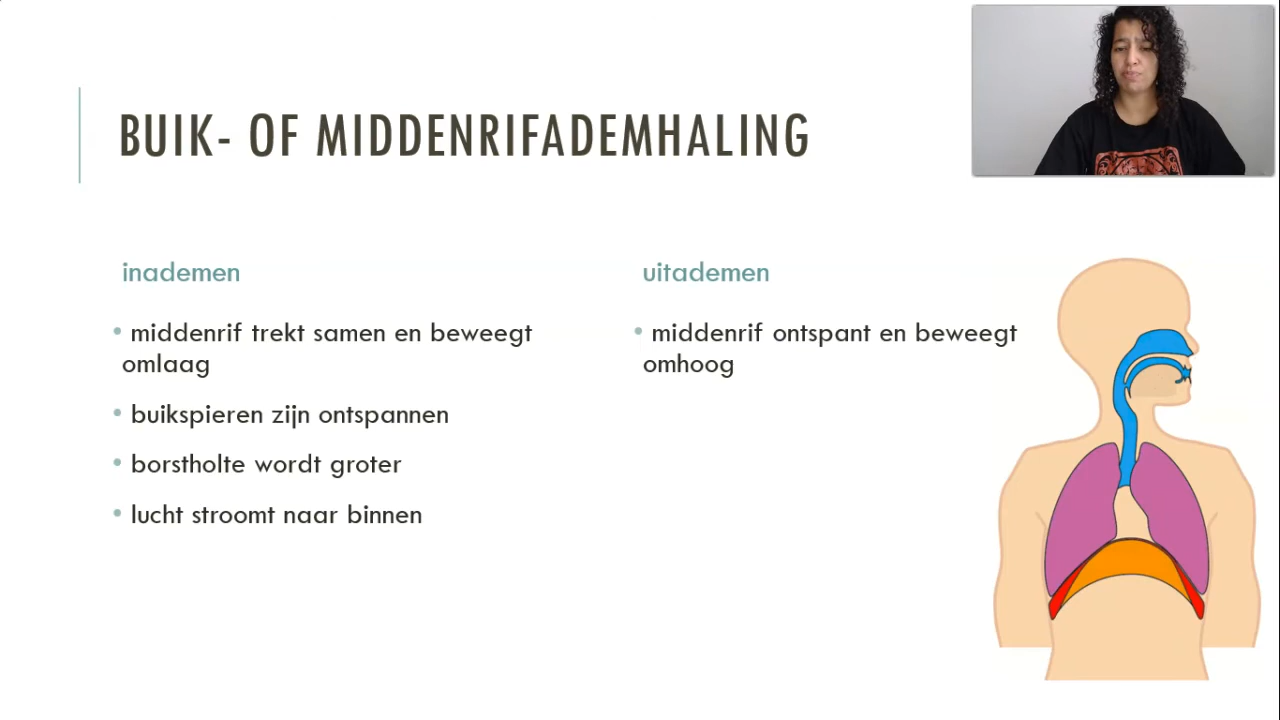 BUIK- OF MIDDENRIFADEMHALING
inademen
• middenrif trekt samen en beweegt
omlaag
• buikspieren zijn ontspannen
• borstholte wordt groter
• lucht stroomt naar binnen
uitademen
• middenrif ontspant en beweegt
omhoog